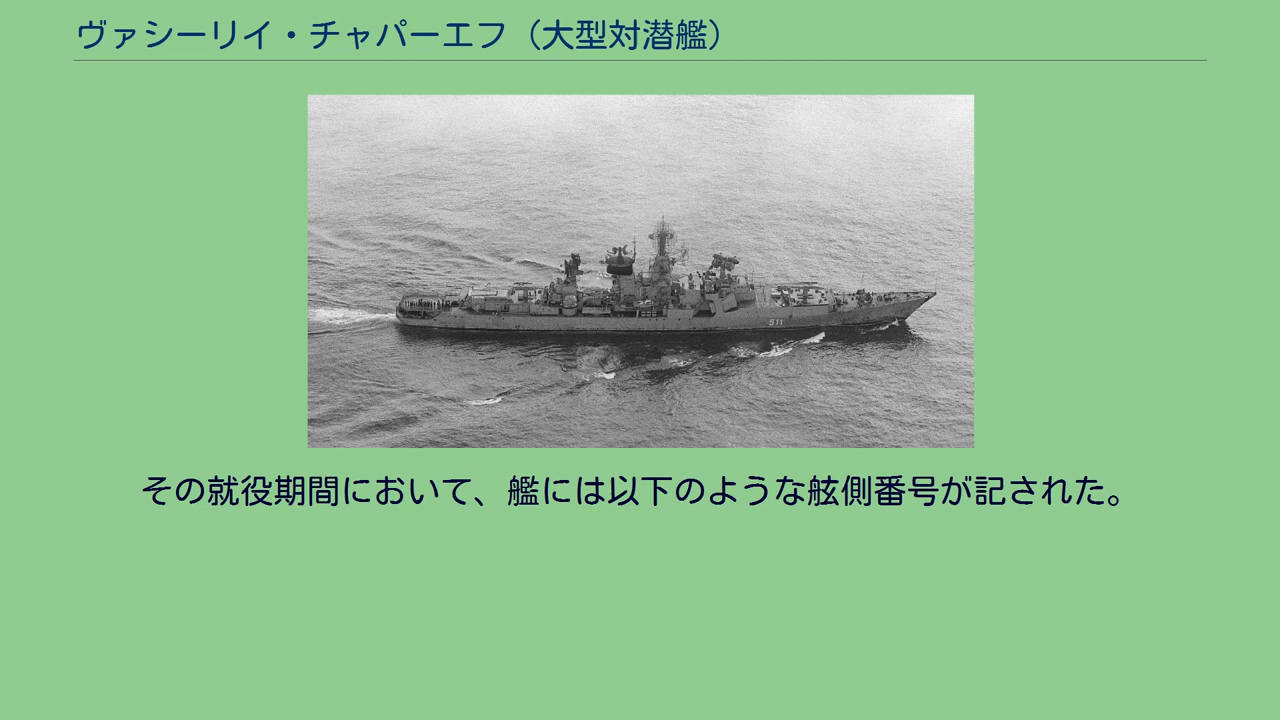 ヴァシーリイ・チャパーエフ（大型対潜艦）
511
その就役期間において、艦には以下のような舷側番号が記された。